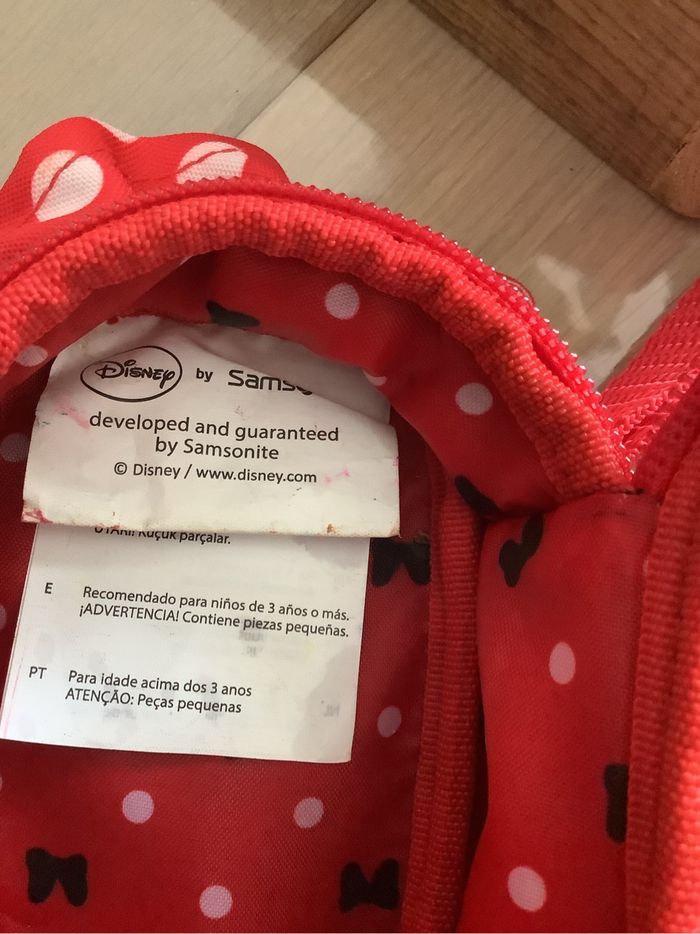 Disney by Sams
developed and guaranteed
by Samsonite
© Disney / www.disney.com
Küçük parçalar.
E Recomendado para niños de 3 años o más.
¡ADVERTENCIA! Contiene piezas pequeñas.
PT Para idade acima dos 3 anos
ATENÇÃO: Peças pequenas